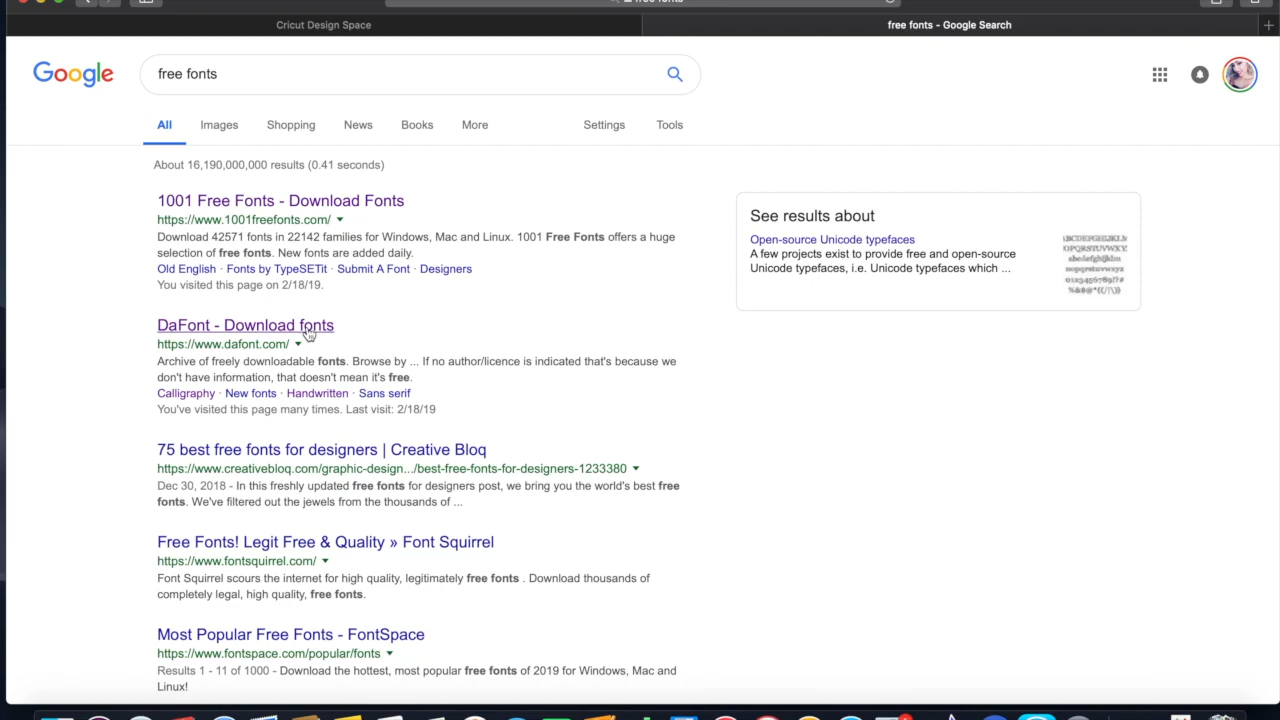 Cricut Design Space
free fonts - Google Search
Google
free fonts
All
Images
Shopping
News
Books
More
Settings
Tools
About 16,190,000,000 results (0.41 seconds)
1001 Free Fonts - Download Fonts
https://www.1001freefonts.com/
Download 42571 fonts in 22142 families for Windows, Mac and Linux. 1001 Free Fonts offers a huge
selection of free fonts. New fonts are added daily.
Old English · Fonts by TypeSETit · Submit A Font · Designers
You visited this page on 2/18/19.
DaFont - Download fonts
https://www.dafont.com/
Archive of freely downloadable fonts. Browse by ... If no author/licence is indicated that's because we
don't have information, that doesn't mean it's free.
Calligraphy · New fonts · Handwritten · Sans serif
You've visited this page many times. Last visit: 2/18/19
75 best free fonts for designers | Creative Bloq
https://www.creativebloq.com/graphic-design.../best-free-fonts-for-designers-1233380
Dec 30, 2018 - In this freshly updated free fonts for designers post, we bring you the world's best free
fonts. We've filtered out the jewels from the thousands of ...
Free Fonts! Legit Free & Quality » Font Squirrel
https://www.fontsquirrel.com/
Font Squirrel scours the internet for high quality, legitimately free fonts . Download thousands of
completely legal, high quality, free fonts.
Most Popular Free Fonts - FontSpace
https://www.fontspace.com/popular/fonts
Results 1 - 11 of 1000 - Download the hottest, most popular free fonts of 2019 for Windows, Mac and
Linux!
See results about
Open-source Unicode typefaces
A few projects exist to provide free and open-source
Unicode typefaces, i.e. Unicode typefaces which ...